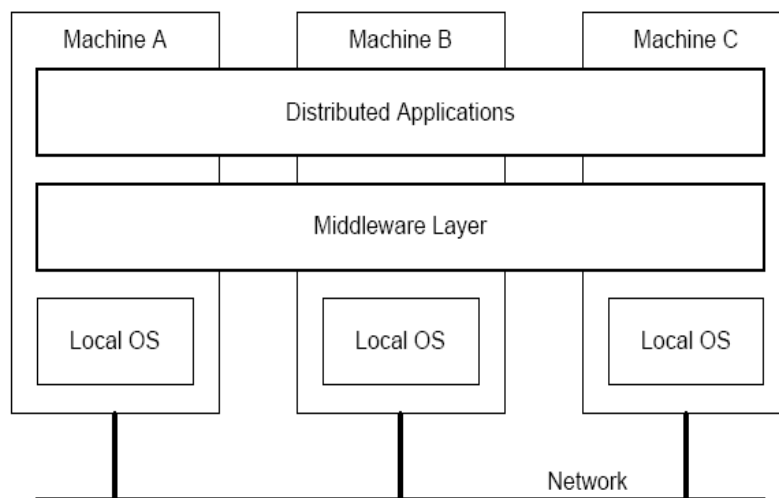 Machine A
Machine B
Machine C
Distributed Applications
Middleware Layer
Local OS
Local OS
Local OS
Network